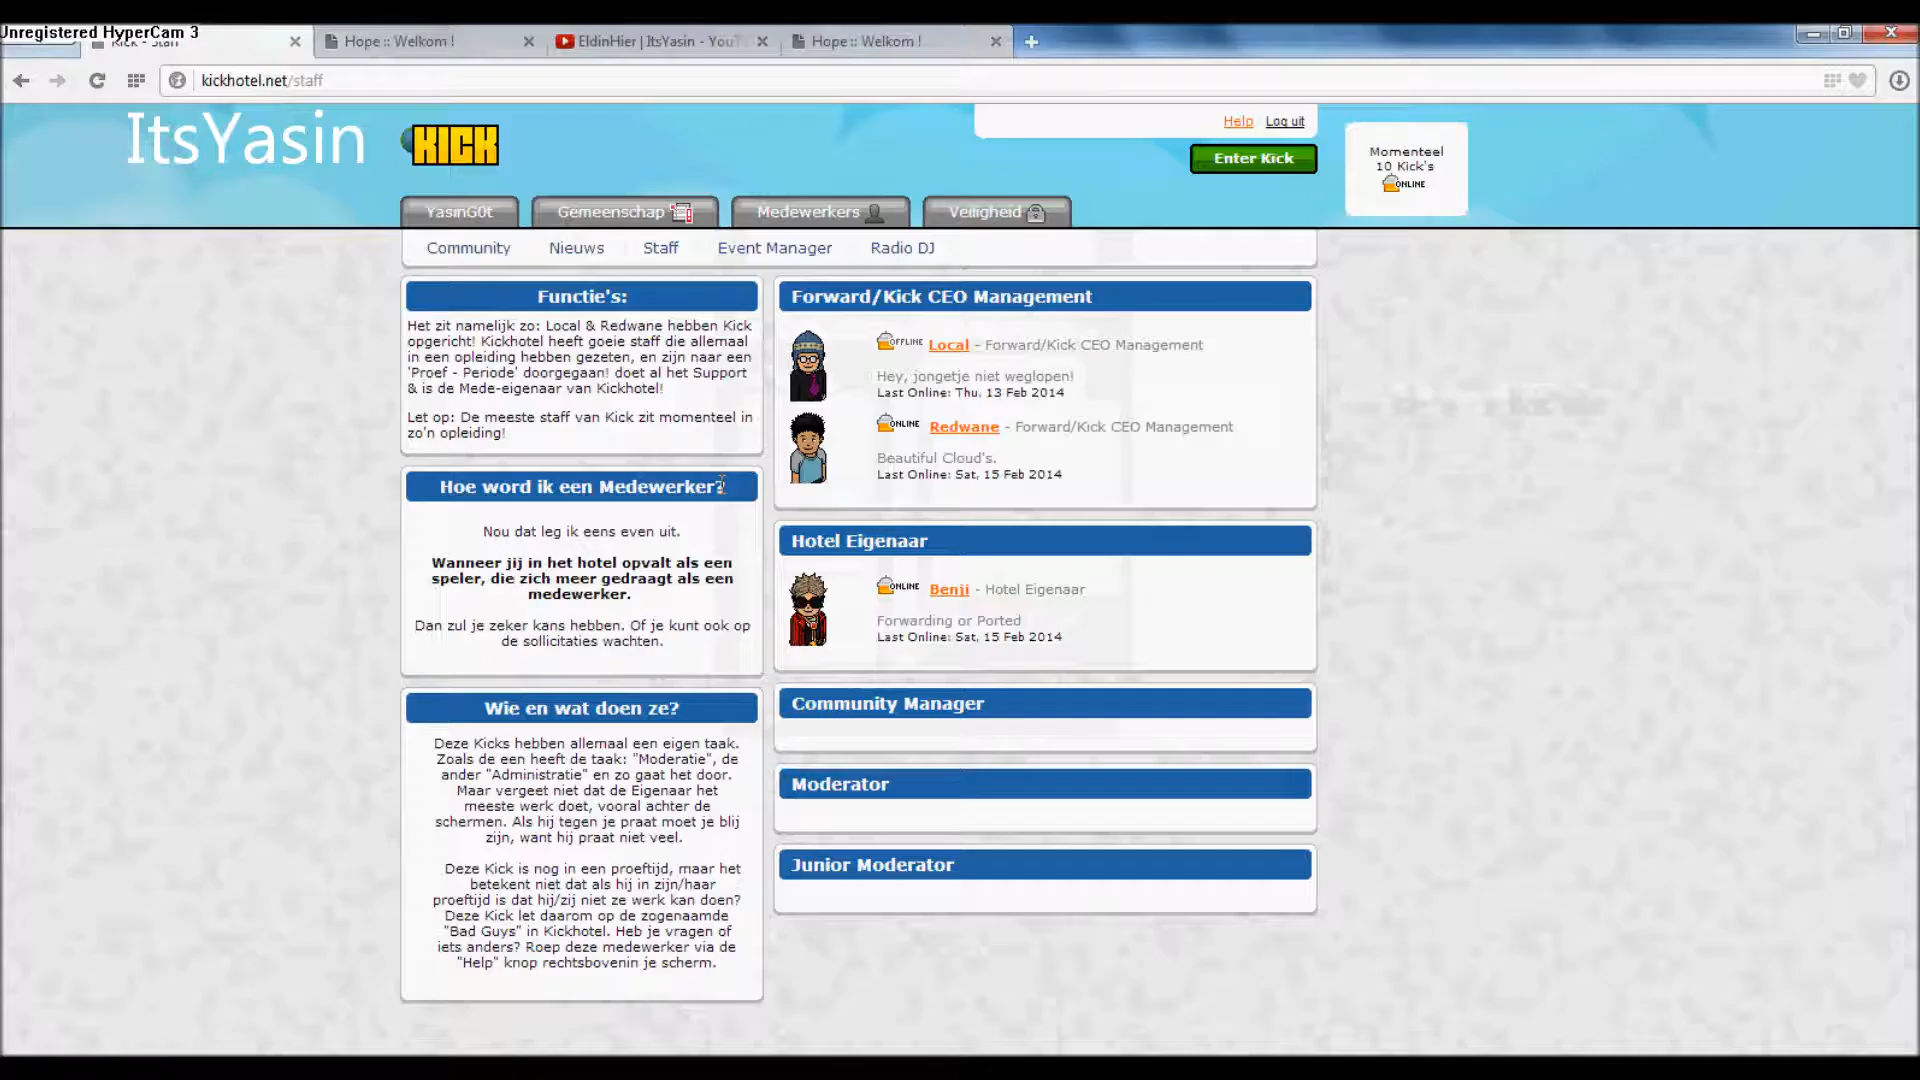 Unregistered HyperCam 3
Kick - Staff
Hope :: Welkom !
EldinHier | ItsYasin - YouT
Hope :: Welkom !
kickhotel.net/staff
ItsYasin
KICK
Help Log uit
Enter Kick
Momenteel
10 Kick's
ONLINE
YasinG0t
Gemeenschap
Medewerkers
Veiligheid
Community
Nieuws
Staff
Event Manager
Radio DJ
Functie's:
Het zit namelijk zo: Local & Redwane hebben Kick
opgericht! Kickhotel heeft goeie staff die allemaal
in een opleiding hebben gezeten, en zijn naar een
'Proef - Periode' doorgegaan! doet al het Support
& is de Mede-eigenaar van Kickhotel!
Let op: De meeste staff van Kick zit momenteel in
zo'n opleiding!
Hoe word ik een Medewerker?
Nou dat leg ik eens even uit.
Wanneer jij in het hotel opvalt als een
speler, die zich meer gedraagt als een
medewerker.
Dan zul je zeker kans hebben. Of je kunt ook op
de sollicitaties wachten.
Wie en wat doen ze?
Deze Kicks hebben allemaal een eigen taak.
Zoals de een heeft de taak: "Moderatie", de
ander "Administratie" en zo gaat het door.
Maar vergeet niet dat de Eigenaar het
meeste werk doet, vooral achter de
schermen. Als hij tegen je praat moet je blij
zijn, want hij praat niet veel.
Deze Kick is nog in een proeftijd, maar het
betekent niet dat als hij in zijn/haar
proeftijd is dat hij/zij niet ze werk kan doen?
Deze Kick let daarom op de zogenaamde
"Bad Guys" in Kickhotel. Heb je vragen of
iets anders? Roep deze medewerker via de
"Help" knop rechtsbovenin je scherm.
Forward/Kick CEO Management
OFFLINE Local - Forward/Kick CEO Management
Hey, jongetje niet weglopen!
Last Online: Thu, 13 Feb 2014
ONLINE Redwane - Forward/Kick CEO Management
Beautiful Cloud's.
Last Online: Sat, 15 Feb 2014
Hotel Eigenaar
ONLINE Benji - Hotel Eigenaar
Forwarding or Ported
Last Online: Sat, 15 Feb 2014
Community Manager
Moderator
Junior Moderator